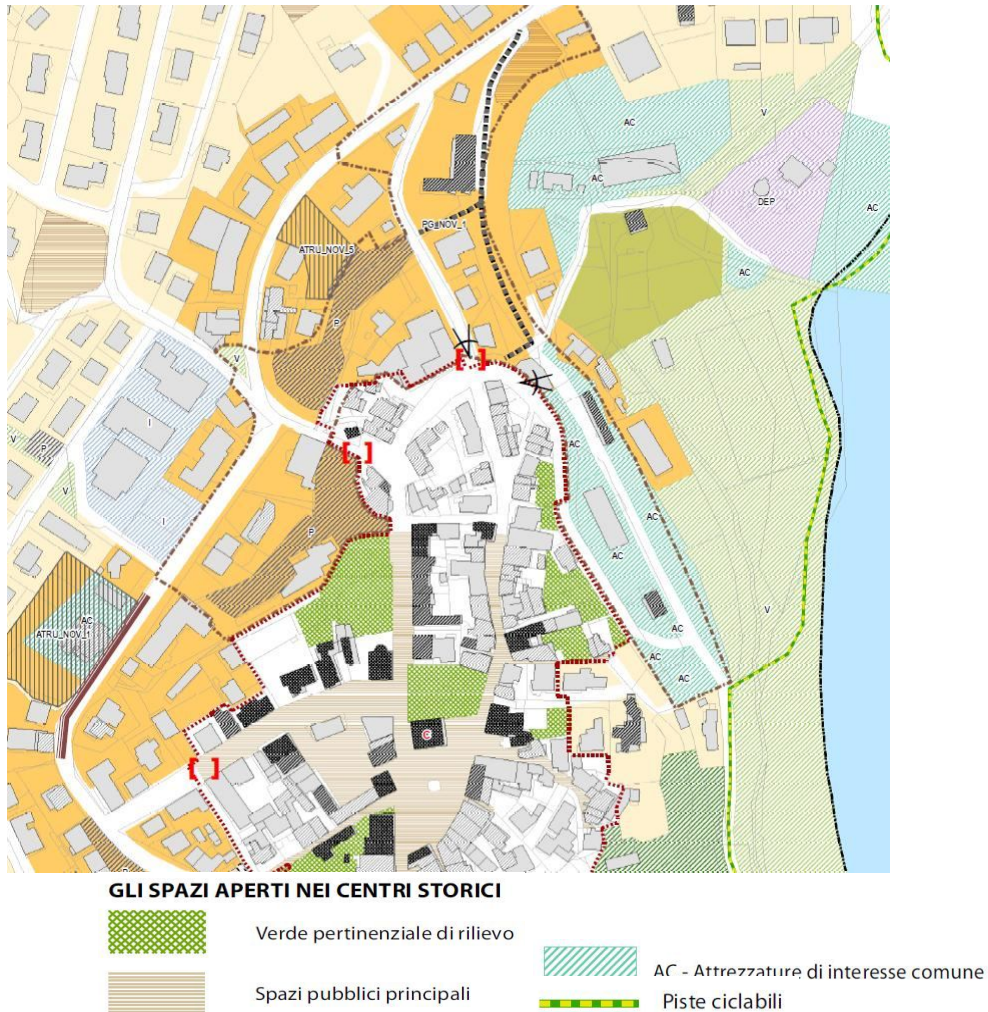 AC
V
AC
DEP
AC
PG_NOV_1
ATRU_NOV_5
AC
P
V
I
[ ]
V
P
AC
[ ]
V
P
AC
I
AC
V
AC
ATRU_NOV_1
AC
AC
AC
C
[ ]
GLI SPAZI APERTI NEI CENTRI STORICI
Verde pertinenziale di rilievo
AC - Attrezzature di interesse comune
Spazi pubblici principali
Piste ciclabili